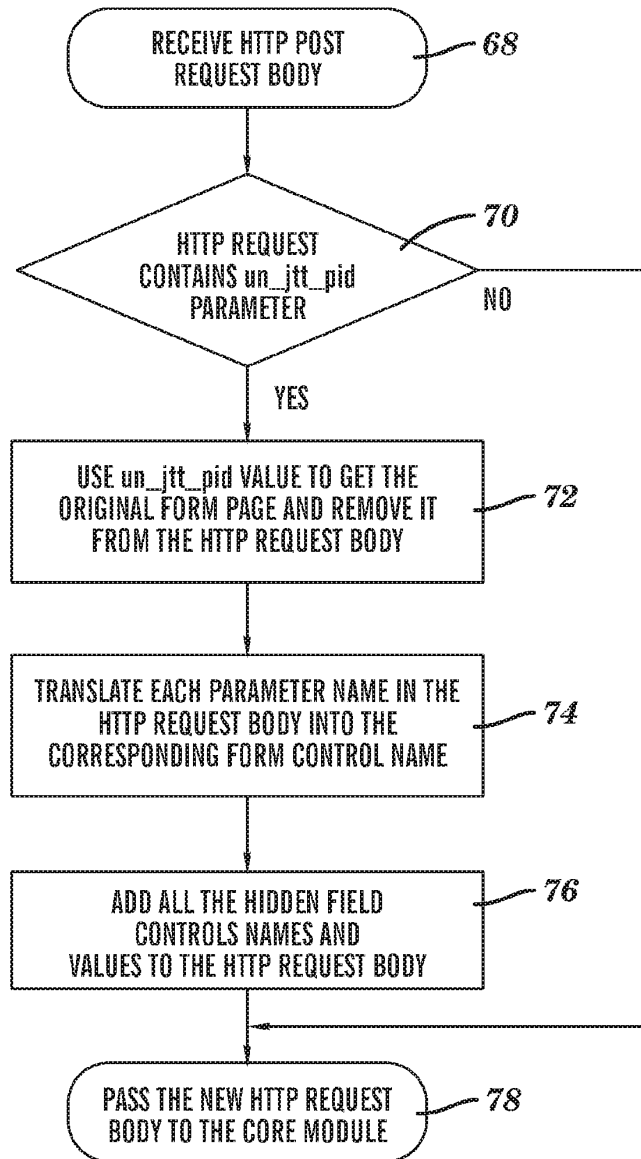 RECEIVE HTTP POST
REQUEST BODY
68
HTTP REQUEST
CONTAINS un_jtt_pid
PARAMETER
70
NO
YES
USE un_jtt_pid VALUE TO GET THE
ORIGINAL FORM PAGE AND REMOVE IT
FROM THE HTTP REQUEST BODY
72
TRANSLATE EACH PARAMETER NAME IN THE
HTTP REQUEST BODY INTO THE
CORRESPONDING FORM CONTROL NAME
74
ADD ALL THE HIDDEN FIELD
CONTROLS NAMES AND
VALUES TO THE HTTP REQUEST BODY
76
PASS THE NEW HTTP REQUEST
BODY TO THE CORE MODULE
78